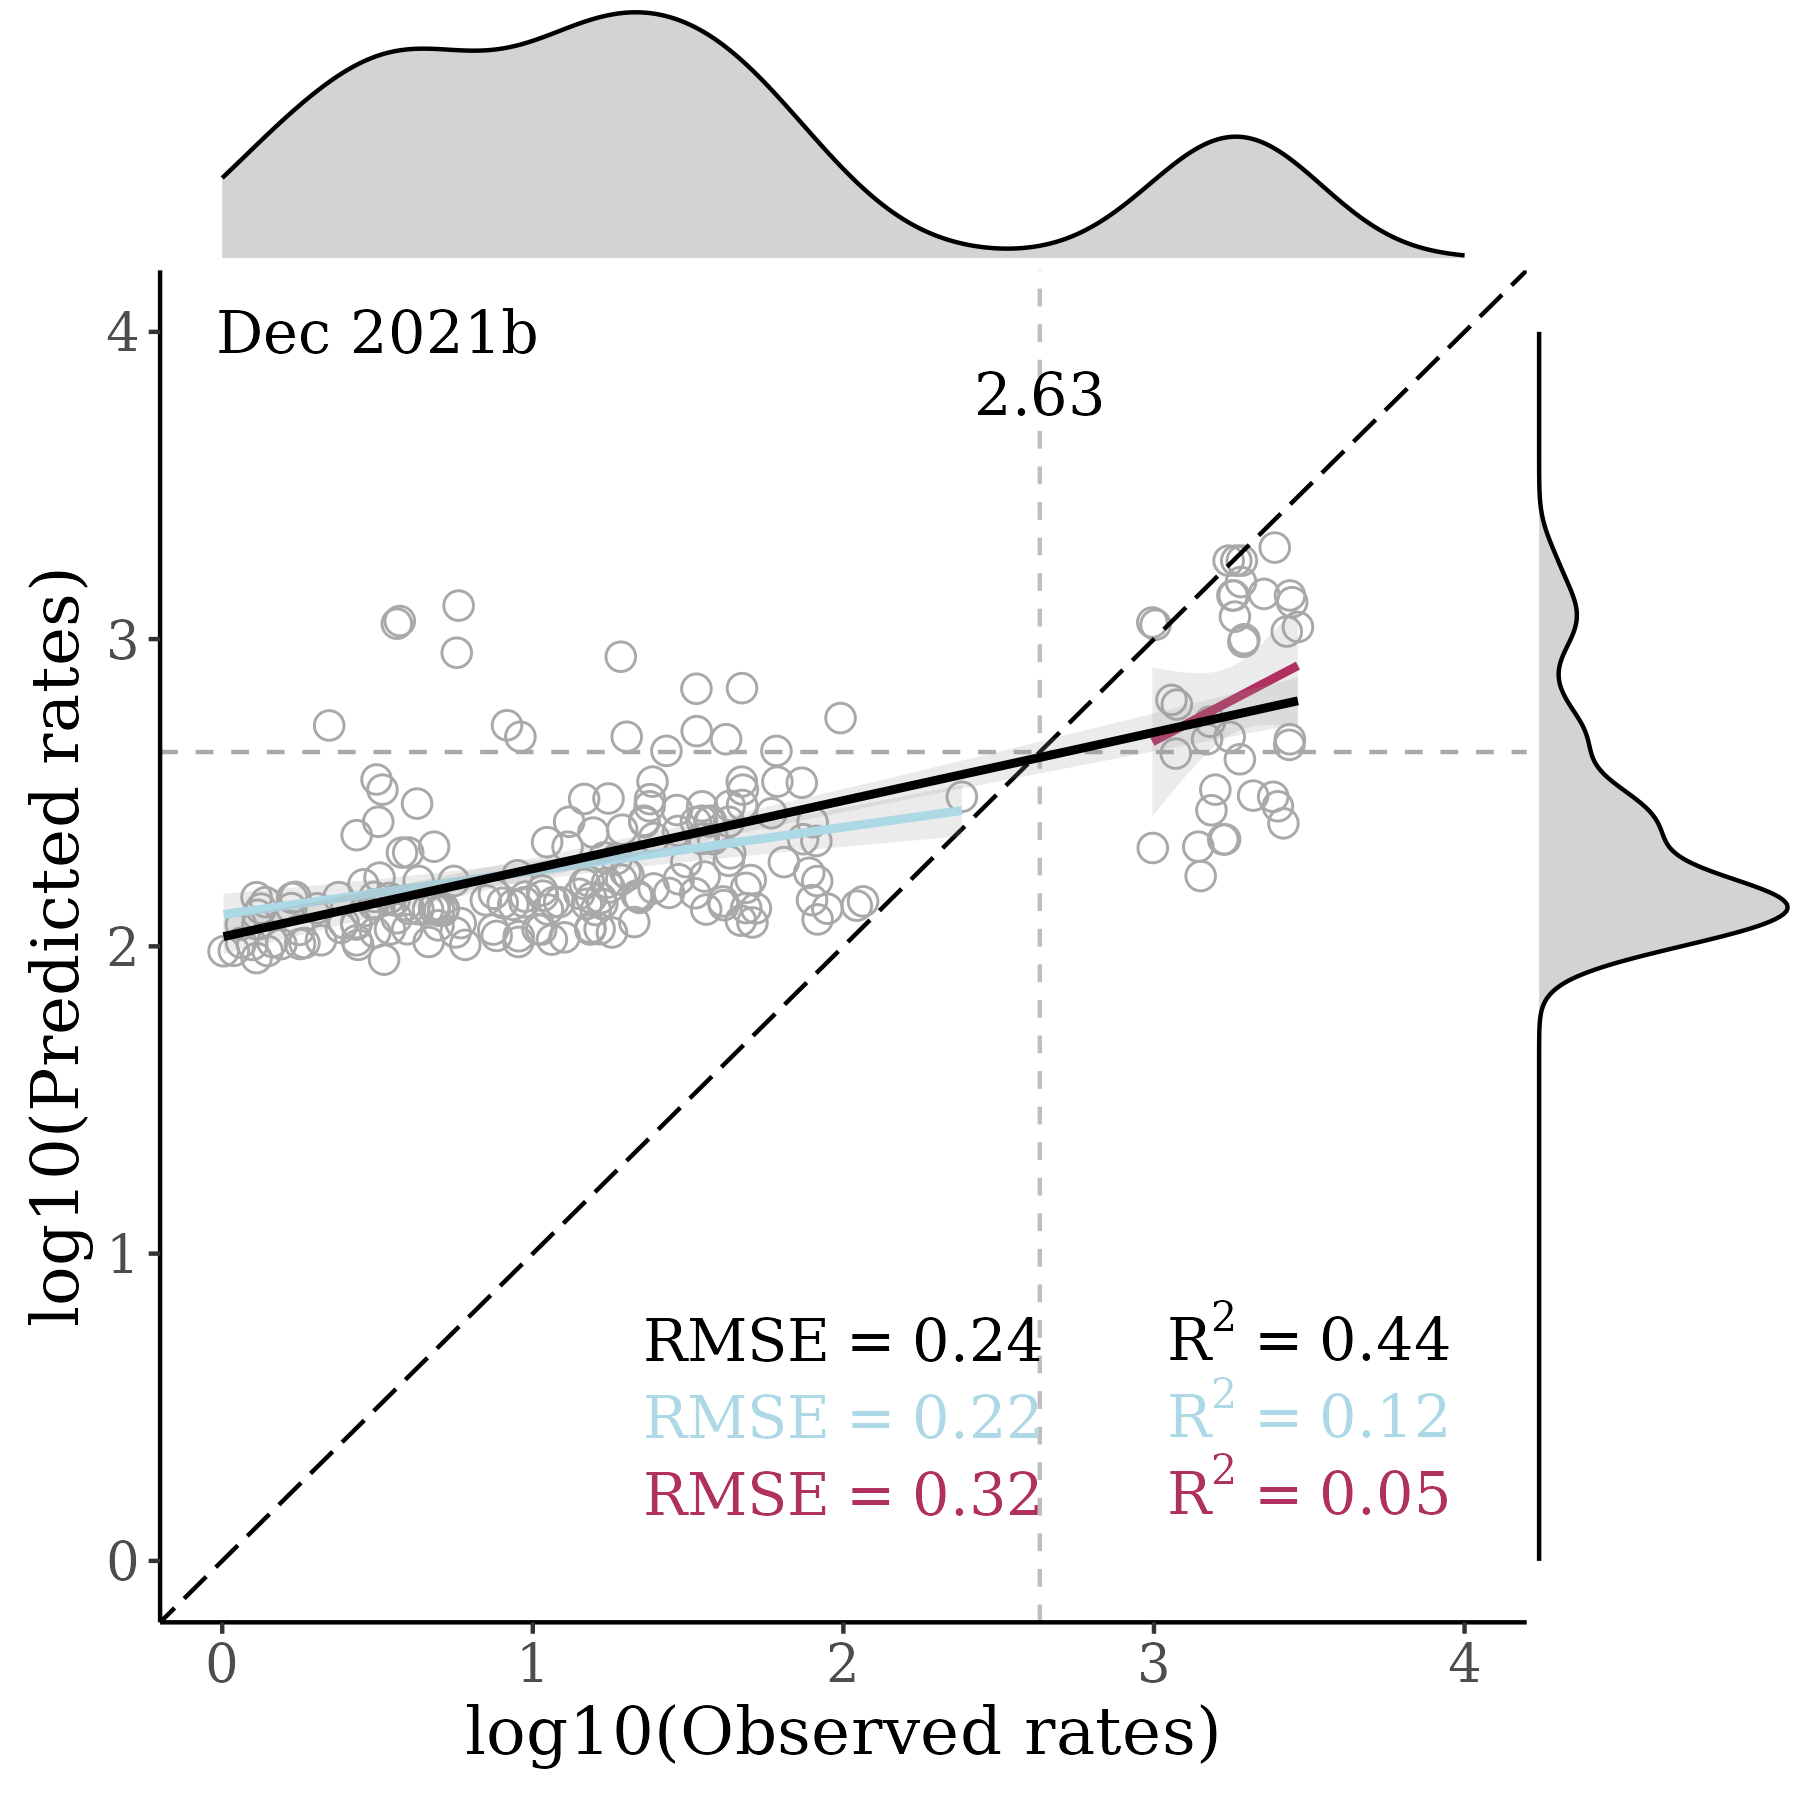 Dec 2021b
2.63
4
3
2
1
0
log10(Predicted rates)
RMSE = 0.24 R² = 0.44
RMSE = 0.22 R² = 0.12
RMSE = 0.32 R² = 0.05
0 1 2 3 4
log10(Observed rates)